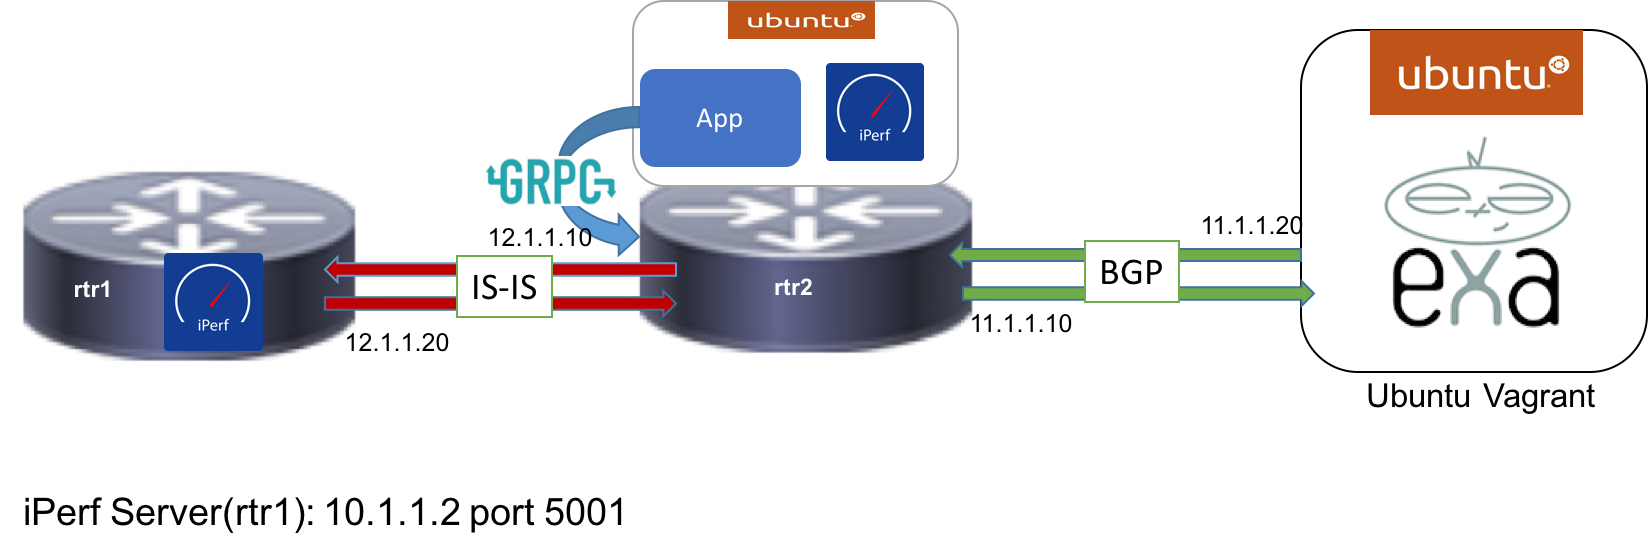 ubuntu
ubuntu
App
iPerf
GRPC
12.1.1.10
11.1.1.20
rtr1
iPerf
IS-IS
rtr2
BGP
exa
12.1.1.20
11.1.1.10
Ubuntu Vagrant
iPerf Server(rtr1): 10.1.1.2 port 5001